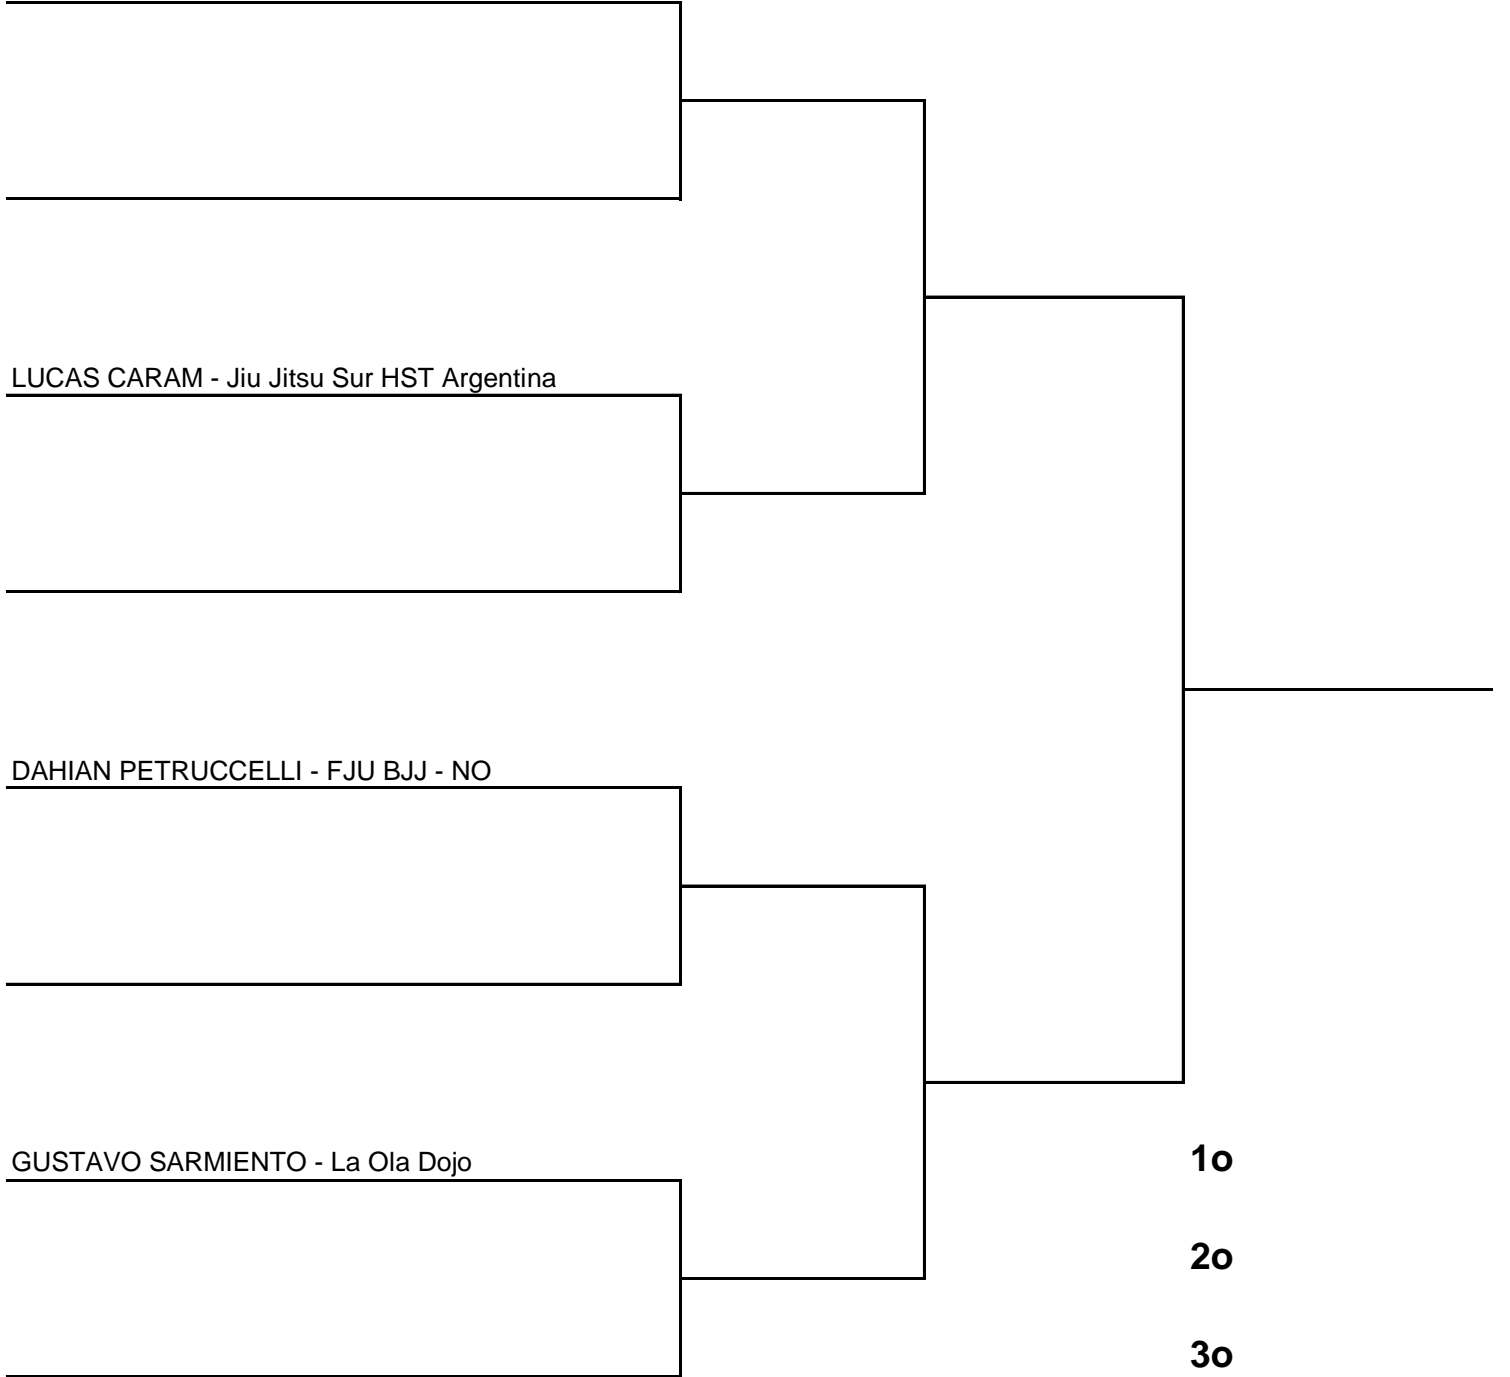 LUCAS CARAM - Jiu Jitsu Sur HST Argentina
DAHIAN PETRUCCELLI - FJU BJJ - NO
GUSTAVO SARMIENTO - La Ola Dojo
1o
2o
3o